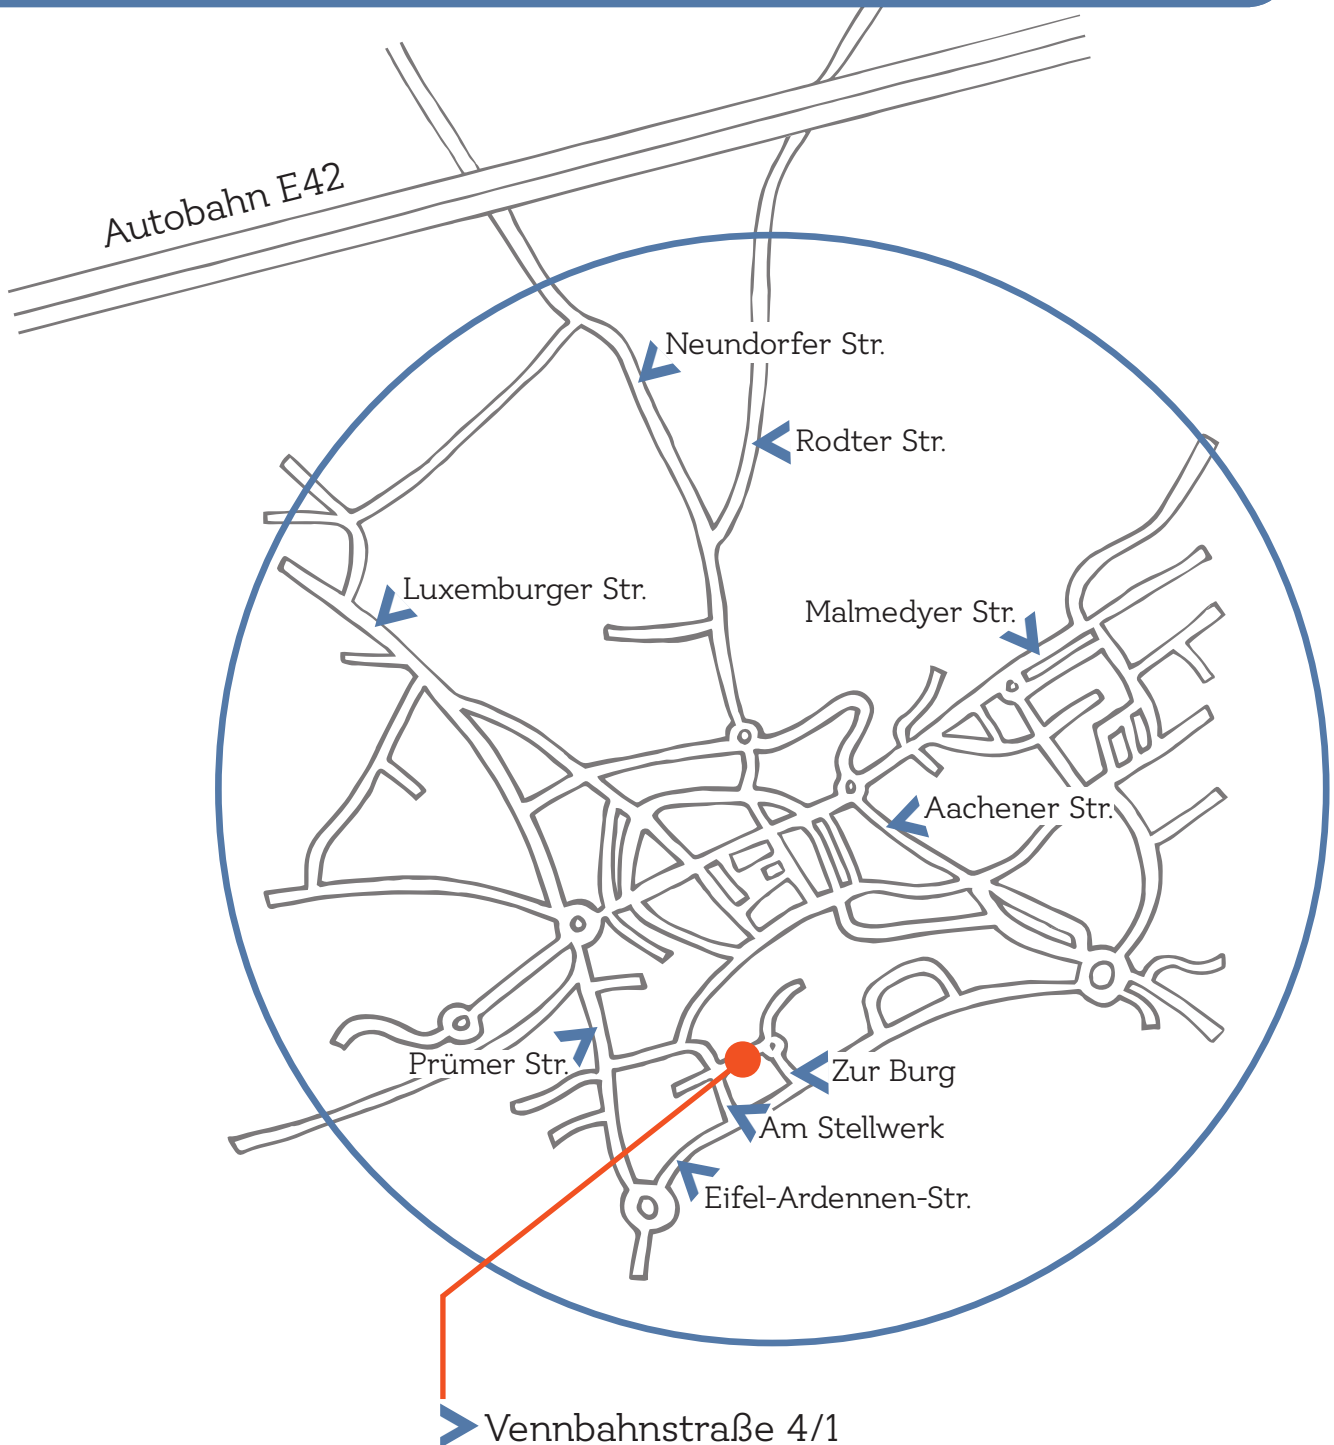 Autobahn E42
Neundorfer Str.
Rodter Str.
Luxemburger Str.
Malmedyer Str.
Aachener Str.
Prümer Str.
Zur Burg
Am Stellwerk
Eifel-Ardennen-Str.
Vennbahnstraße 4/1